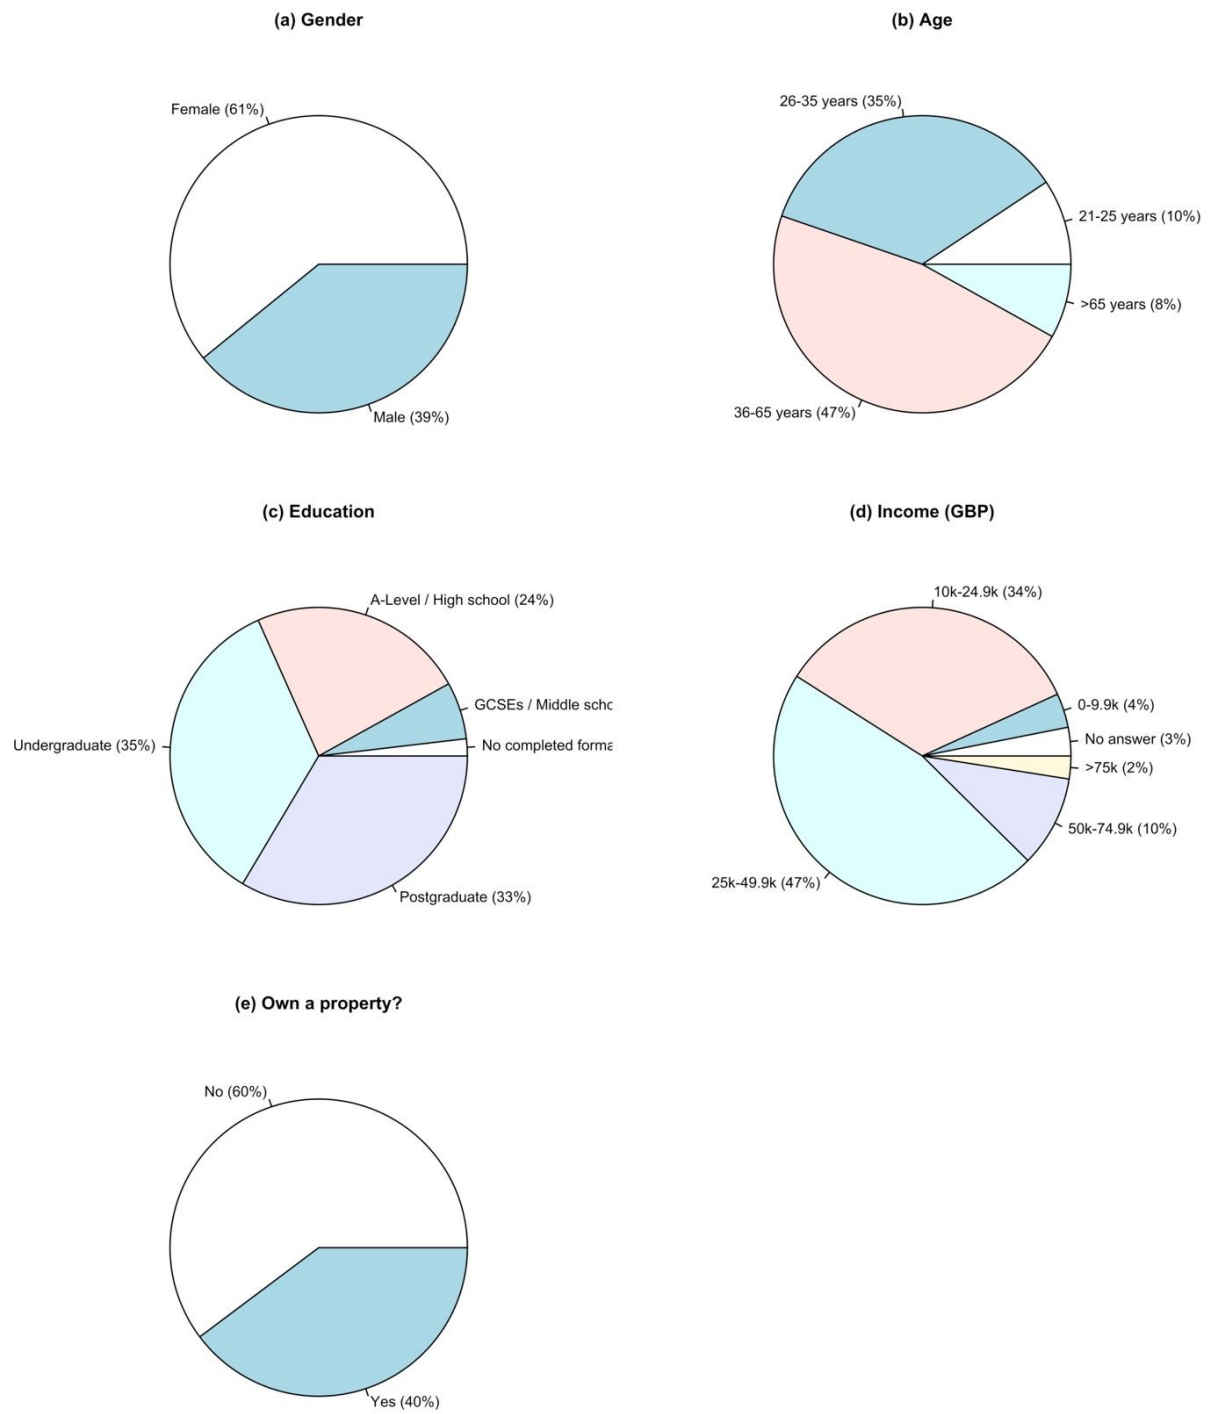 (a) Gender
Female (61%)
Male (39%)
(b) Age
26-35 years (35%)
21-25 years (10%)
>65 years (8%)
36-65 years (47%)
(c) Education
A-Level / High school (24%)
GCSEs / Middle scho
No completed forma
Undergraduate (35%)
Postgraduate (33%)
(d) Income (GBP)
10k-24.9k (34%)
0-9.9k (4%)
No answer (3%)
>75k (2%)
50k-74.9k (10%)
25k-49.9k (47%)
(e) Own a property?
No (60%)
Yes (40%)